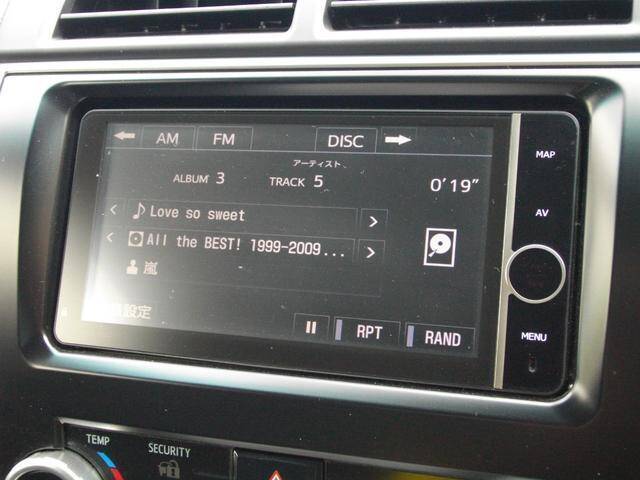 AM FM DISC
アーティスト
ALBUM 3 TRACK 5 0'19"
Love so sweet
All the BEST! 1999-2009...
嵐
設定
RPT RAND
MAP
AV
MENU
TEMP SECURITY